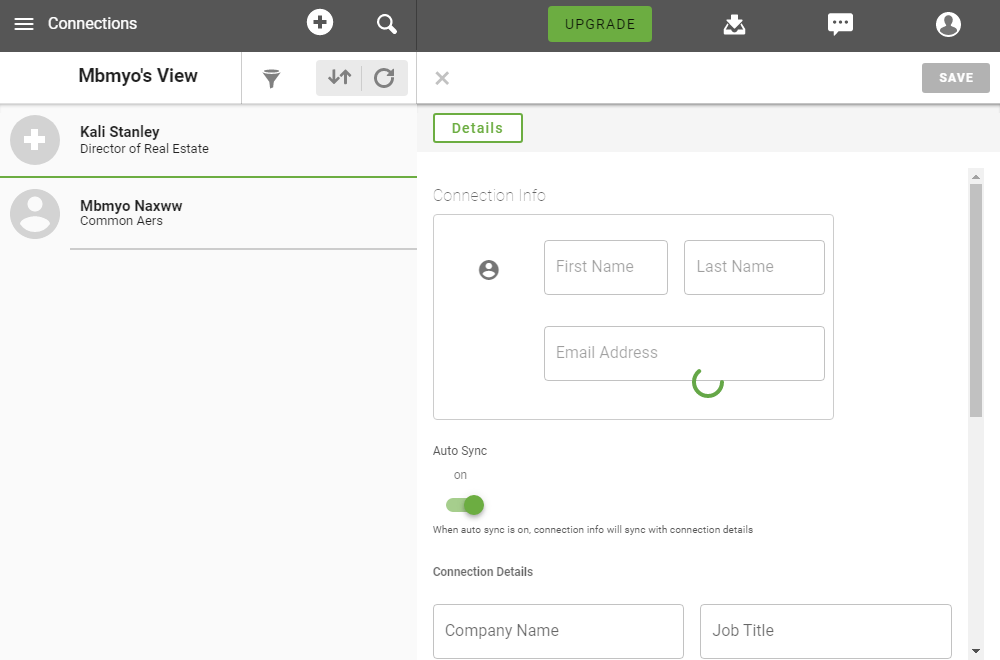 Connections
UPGRADE
Mbmyo's View
SAVE
Kali Stanley
Director of Real Estate
Mbmyo Naxww
Common Aers
Details
Connection Info
First Name
Last Name
Email Address
Auto Sync
on
When auto sync is on, connection info will sync with connection details
Connection Details
Company Name
Job Title